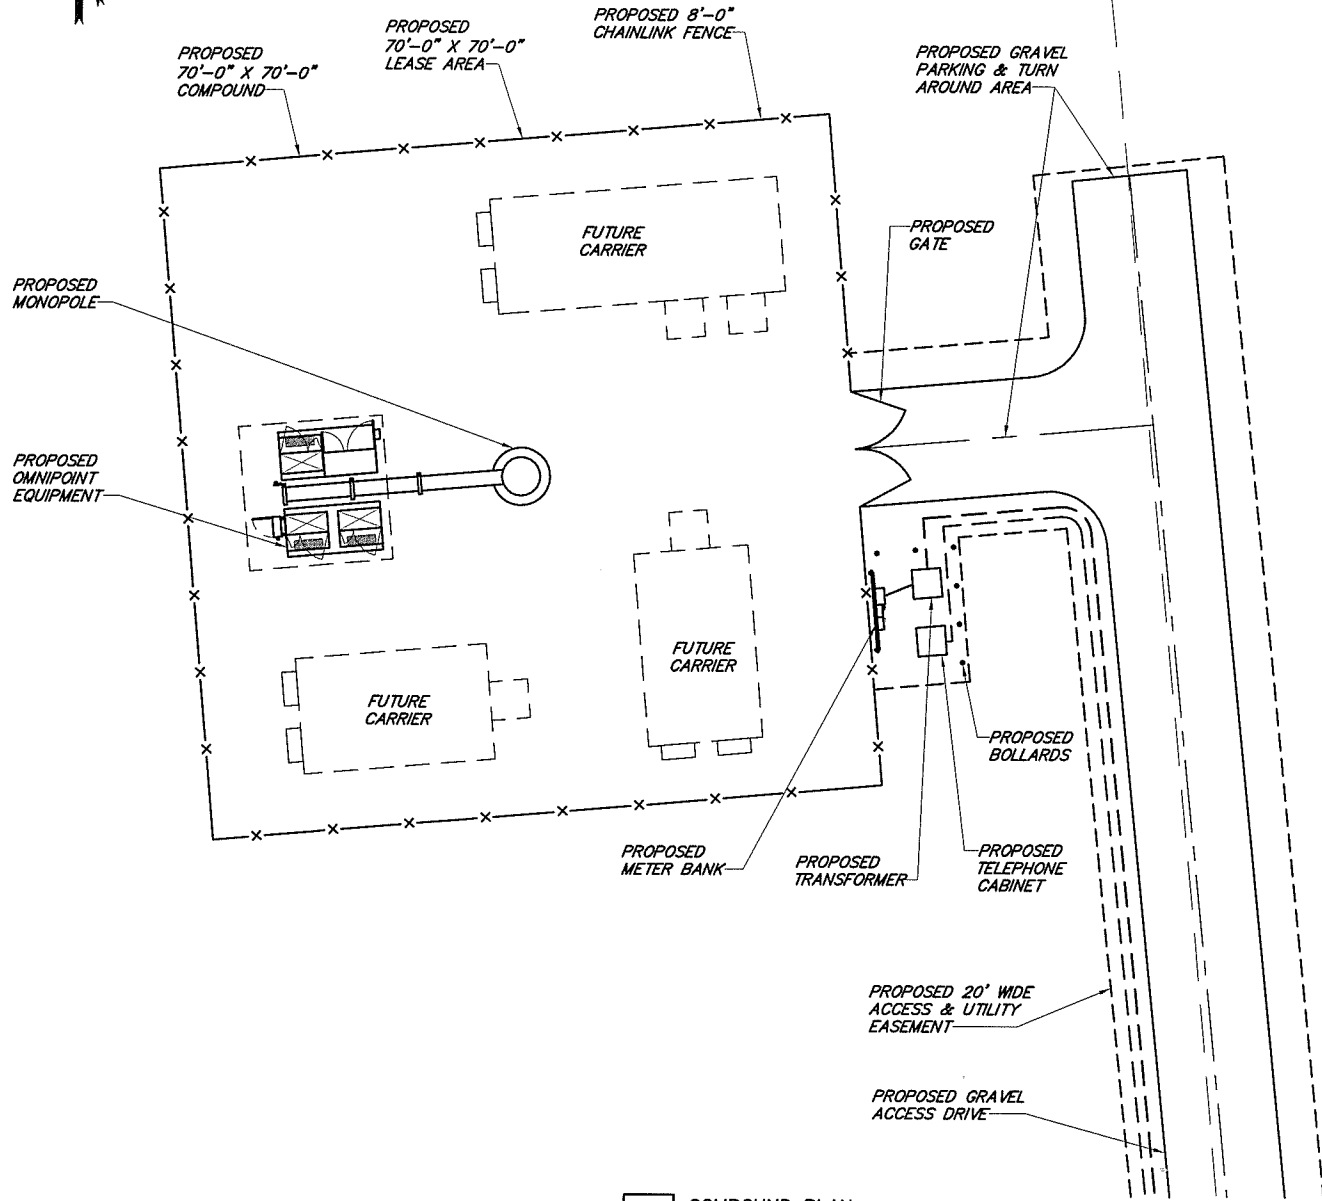 PROPOSED
70'-0" X 70'-0"
COMPOUND
PROPOSED
70'-0" X 70'-0"
LEASE AREA
PROPOSED 8'-0"
CHAINLINK FENCE
PROPOSED GRAVEL
PARKING & TURN
AROUND AREA
FUTURE
CARRIER
PROPOSED
GATE
PROPOSED
MONOPOLE
PROPOSED
OMNIPOINT
EQUIPMENT
FUTURE
CARRIER
FUTURE
CARRIER
PROPOSED
BOLLARDS
PROPOSED
METER BANK
PROPOSED
TRANSFORMER
PROPOSED
TELEPHONE
CABINET
PROPOSED 20' WIDE
ACCESS & UTILITY
EASEMENT
PROPOSED GRAVEL
ACCESS DRIVE
COMPOUND PLAN